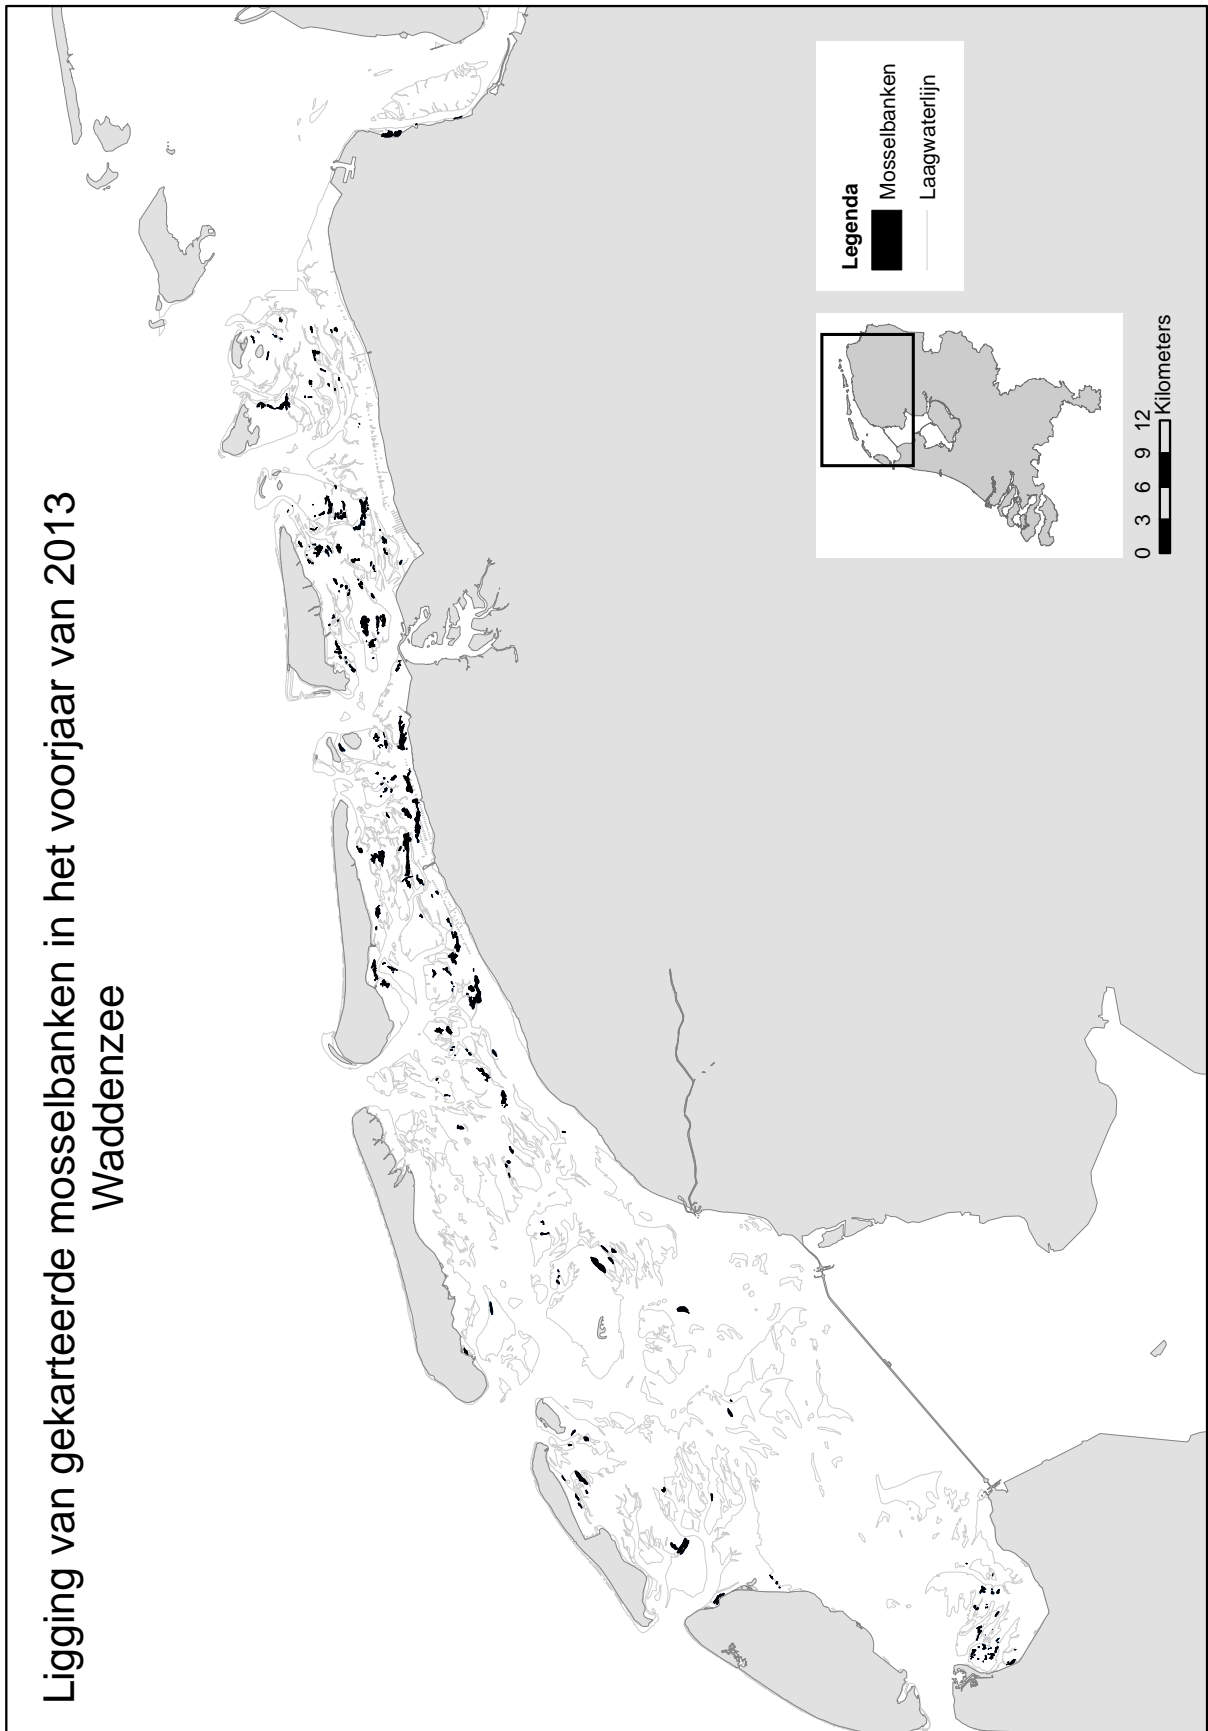 Ligging van gekarteerde mosselbanken in het voorjaar van 2013
Waddenzee
Legenda
Mosselbanken
Laagwaterlijn
0 3 6 9 12
Kilometers